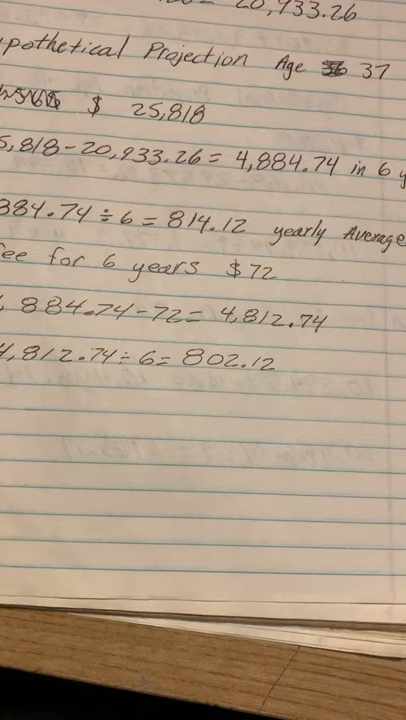 20,933.26
pothetical Projection Age 37
$ 25,818
5,818-20,933.26= 4,884.74 in 6 y
884.74÷6=814.12 yearly Average
fee for 6 years $72
884.74-72= 4,812.74
4,812.74÷6= 802.12